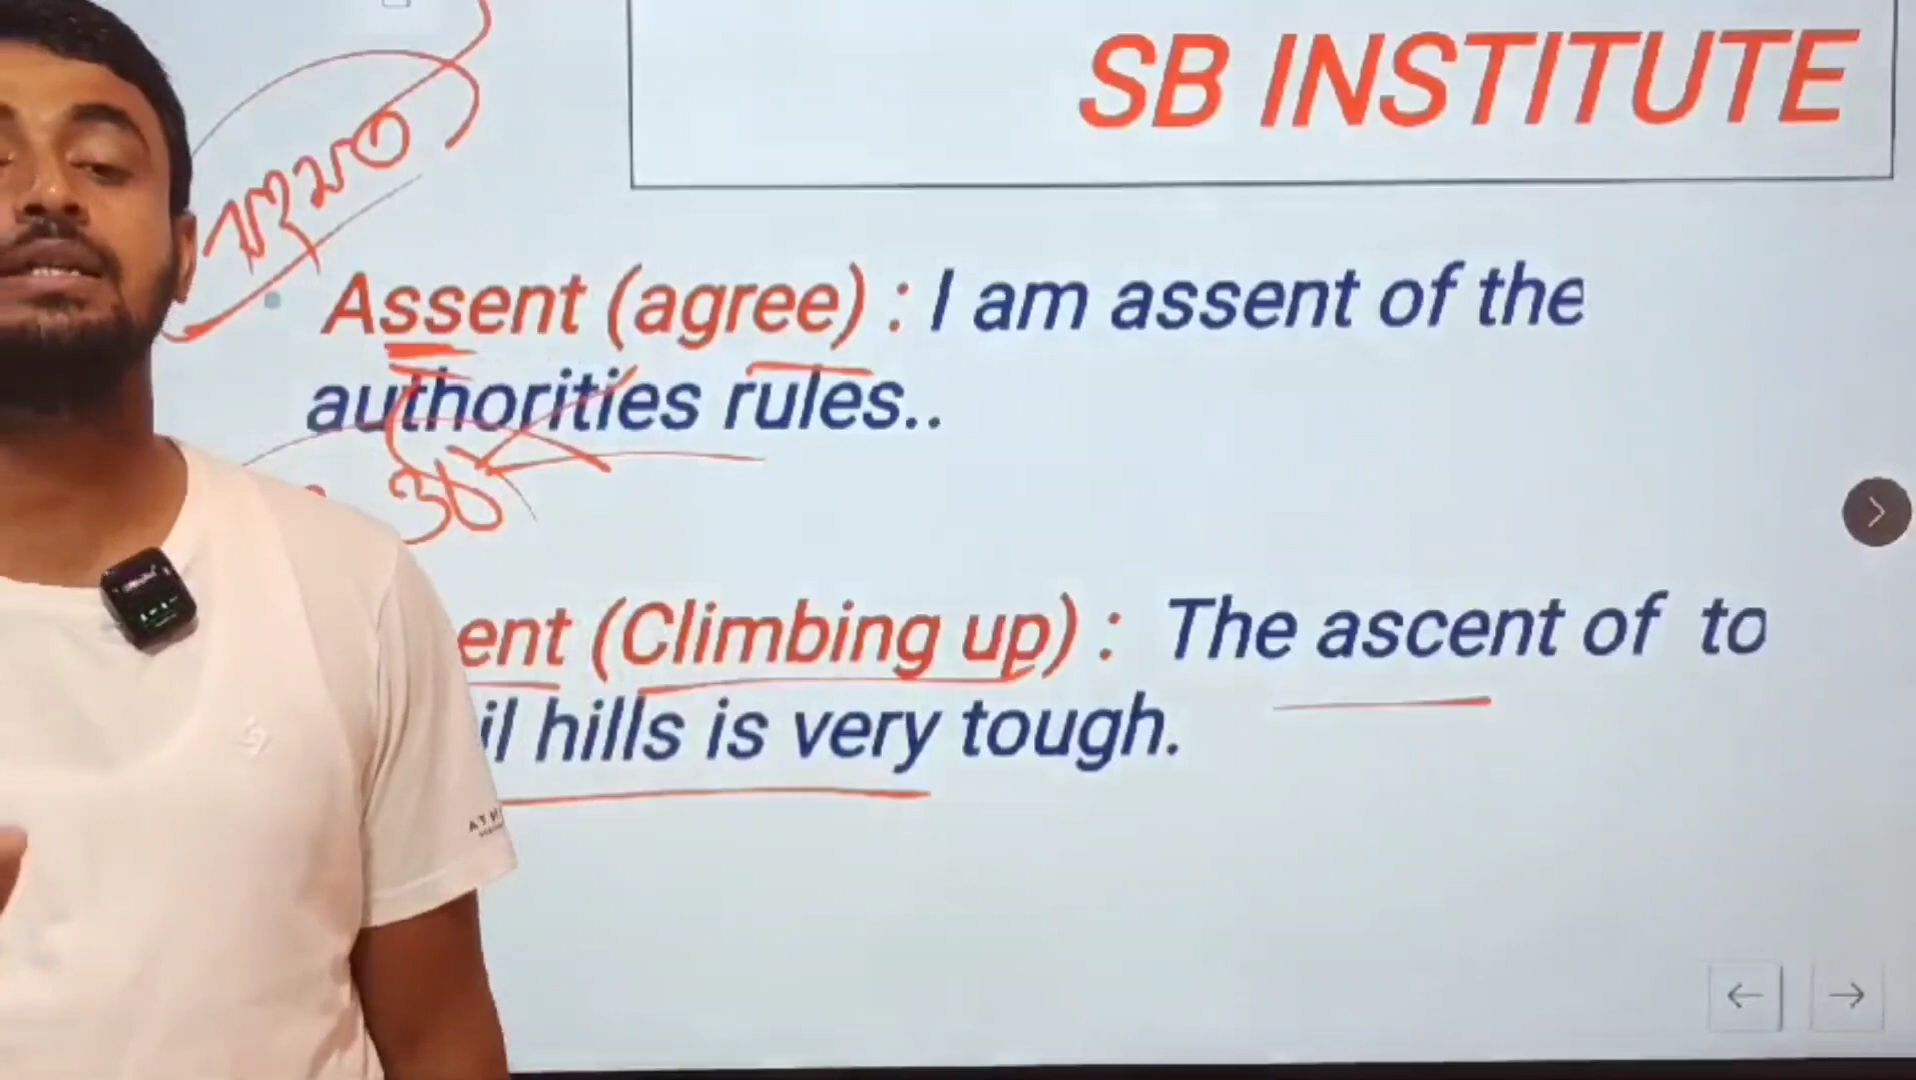 SB INSTITUTE
Assent (agree) : I am assent of the
authorities rules..
ent (Climbing up) : The ascent of to
il hills is very tough.